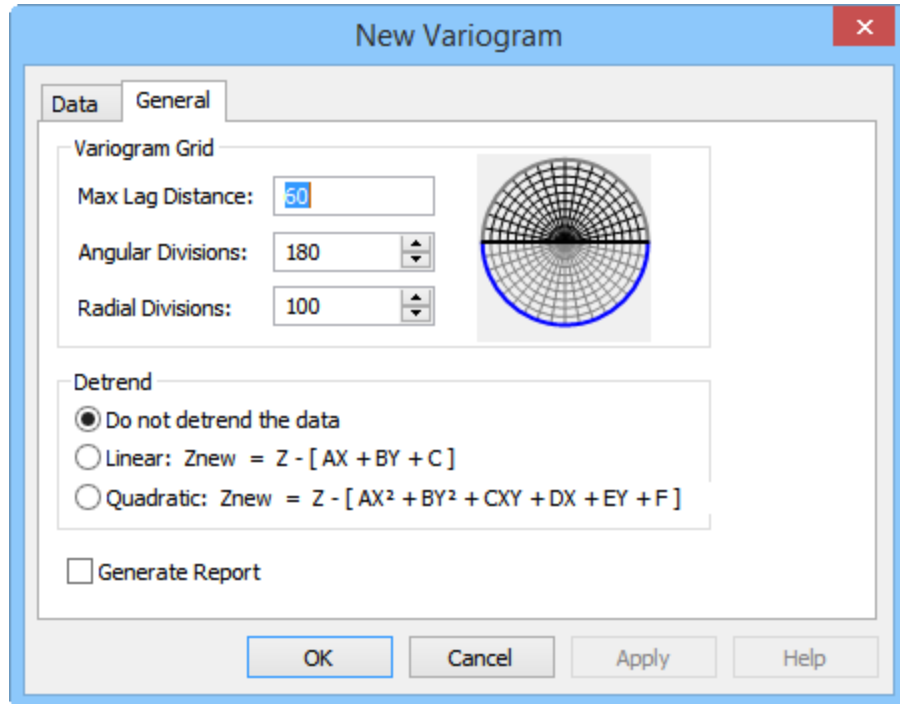 New Variogram
Data General
Variogram Grid
Max Lag Distance: 60
Angular Divisions: 180
Radial Divisions: 100
Detrend
Do not detrend the data
Linear: Znew = Z - [ AX + BY + C ]
Quadratic: Znew = Z - [ AX² + BY² + CXY + DX + EY + F ]
Generate Report
OK Cancel Apply Help